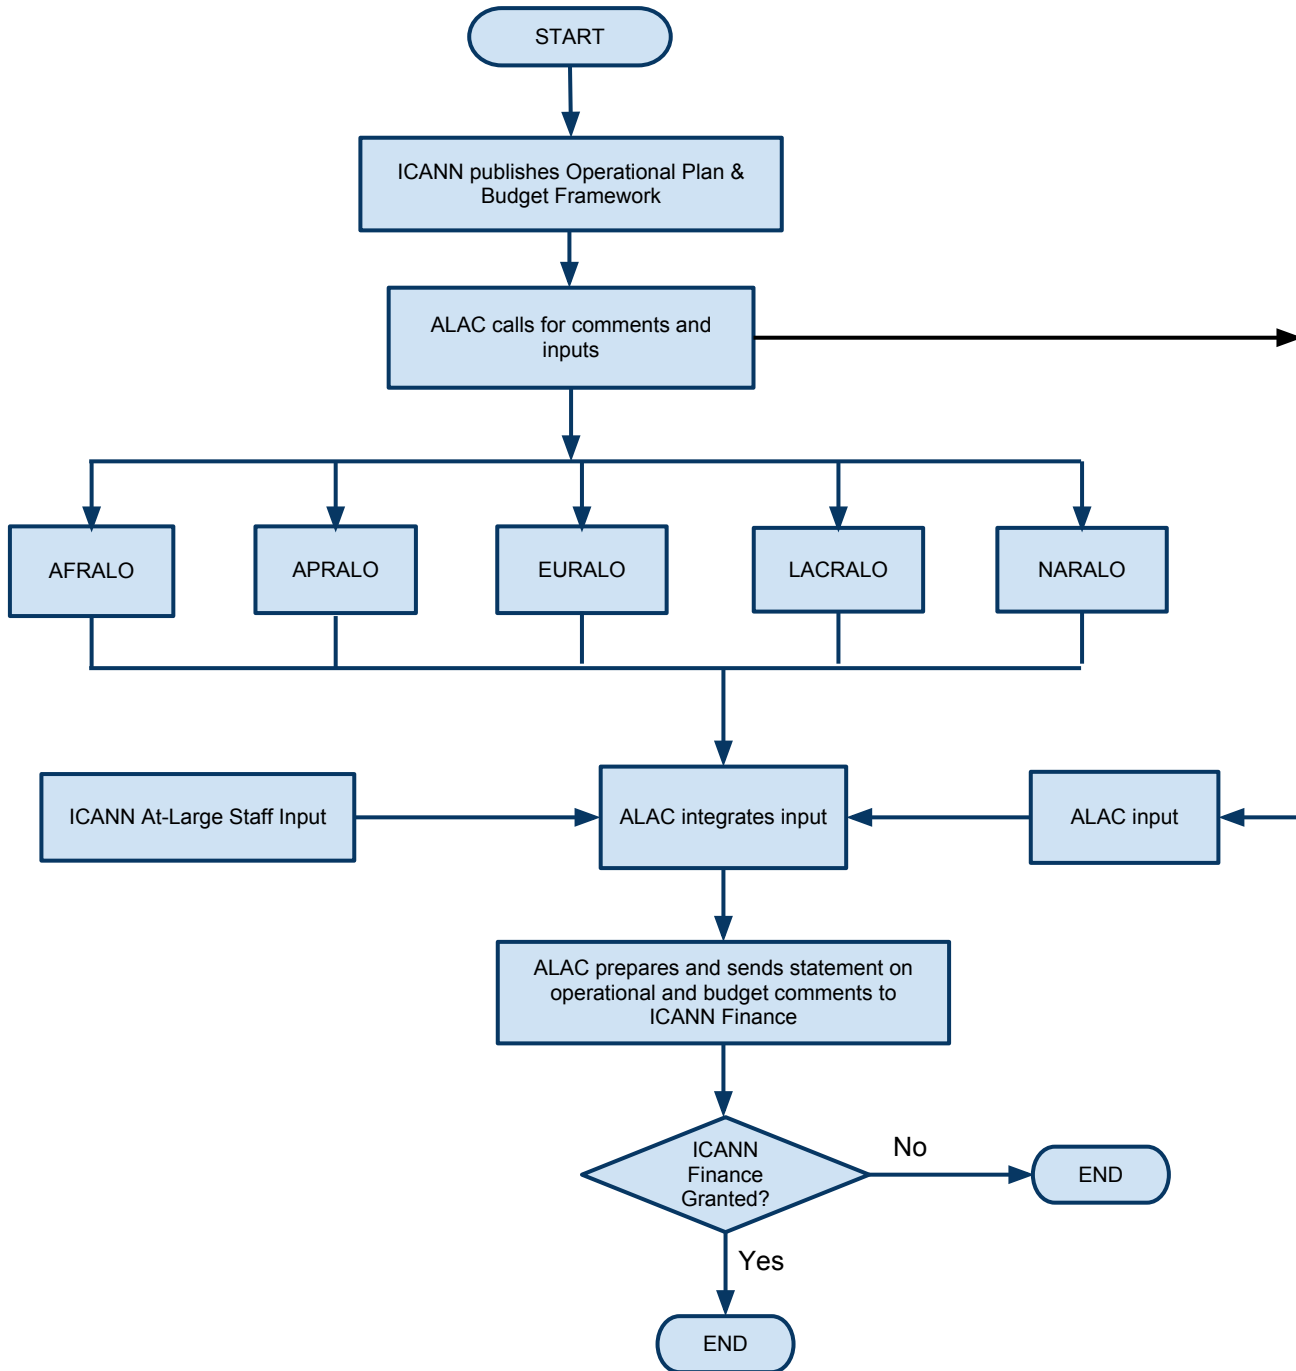 START
ICANN publishes Operational Plan &
Budget Framework
ALAC calls for comments and
inputs
AFRALO
APRALO
EURALO
LACRALO
NARALO
ICANN At-Large Staff Input
ALAC integrates input
ALAC input
ALAC prepares and sends statement on
operational and budget comments to
ICANN Finance
ICANN
Finance
Granted?
No
END
Yes
END